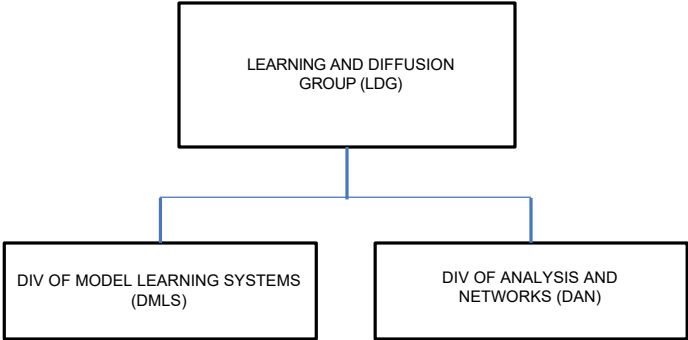 LEARNING AND DIFFUSION
GROUP (LDG)
DIV OF MODEL LEARNING SYSTEMS
(DMLS)
DIV OF ANALYSIS AND
NETWORKS (DAN)